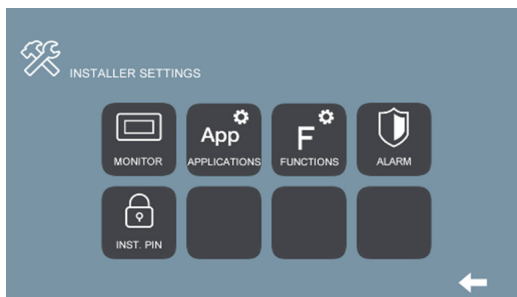 INSTALLER SETTINGS
App
F
MONITOR
APPLICATIONS
FUNCTIONS
ALARM
INST. PIN